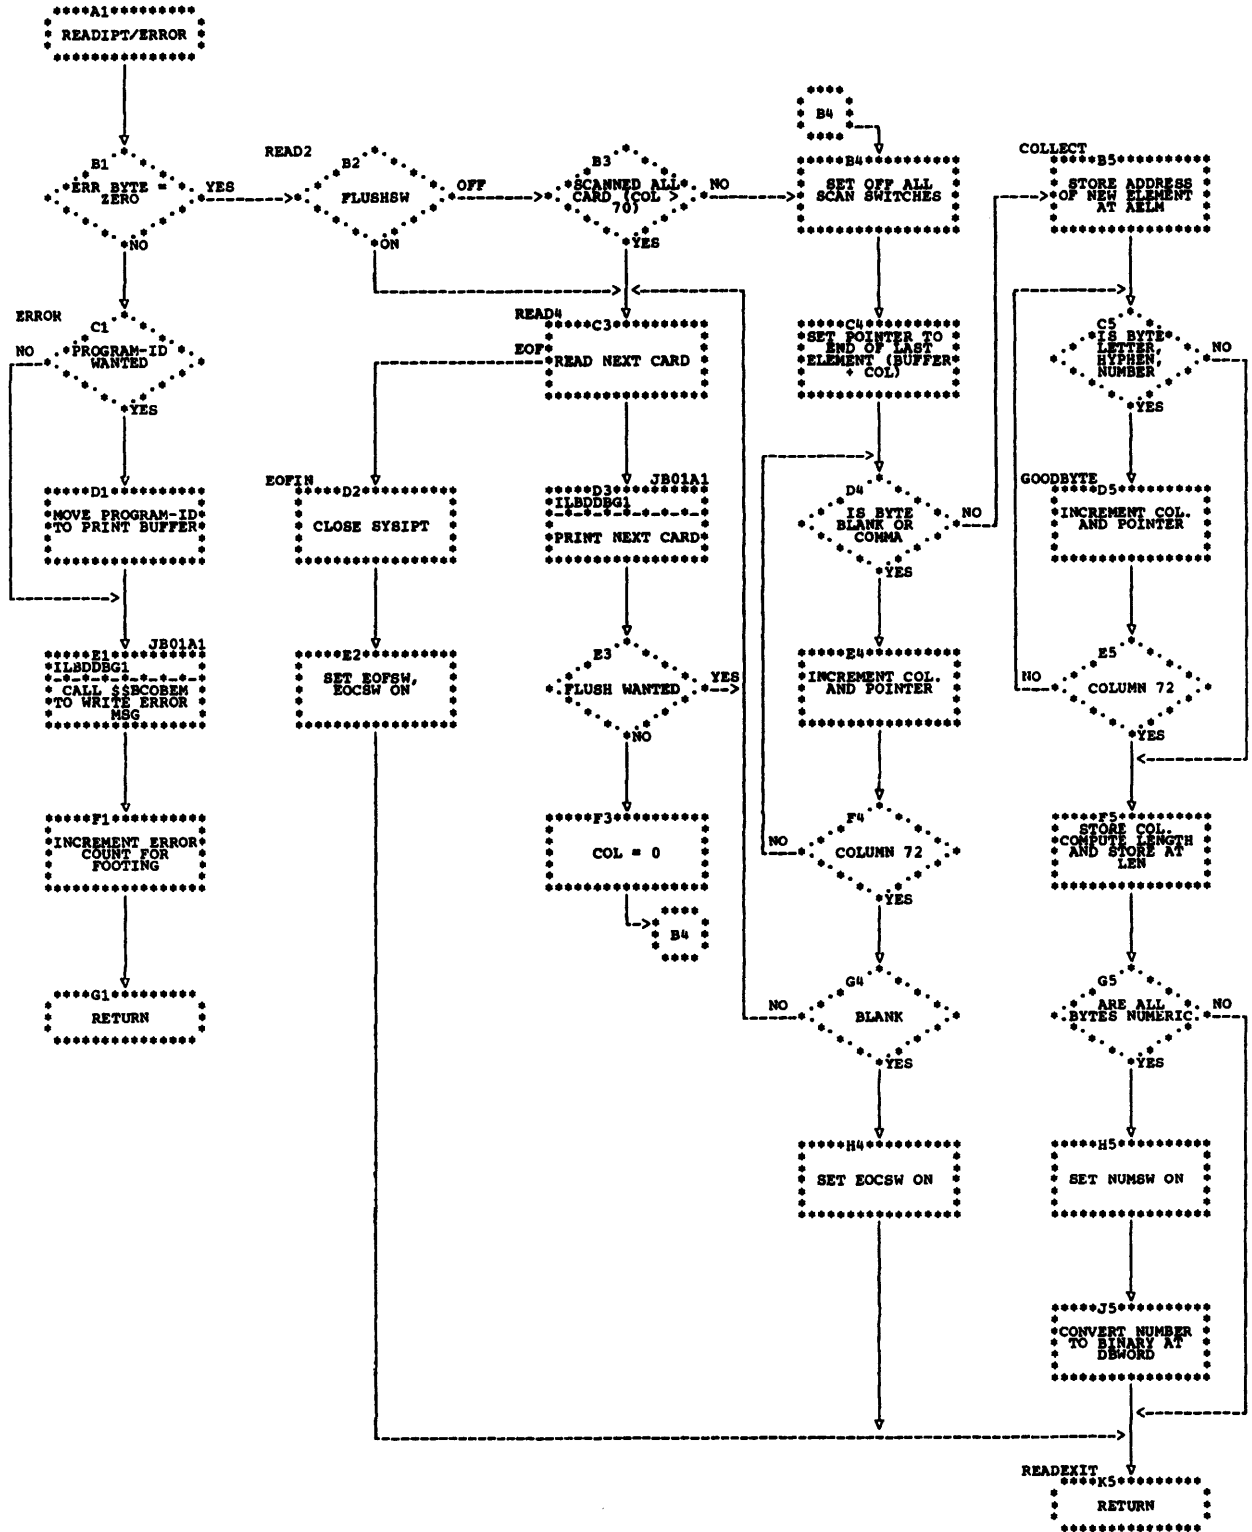 A1
READIPT/ERROR
B1
ERR BYTE =
ZERO
YES
NO
ERROR
C1
PROGRAM-ID
WANTED
NO
YES
D1
MOVE PROGRAM-ID
TO PRINT BUFFER
JB01A1
E1
ILBDDBG1
CALL $$BCOBEM
TO WRITE ERROR
MSG
F1
INCREMENT ERROR
COUNT FOR
FOOTING
G1
RETURN
READ2
B2
FLUSHSW
OFF
ON
EOFIN
D2
CLOSE SYSIPT
E2
SET EOFSW,
EOCSW ON
B3
SCANNED ALL
CARD (COL >
70)
NO
YES
READ4
C3
EOF
READ NEXT CARD
JB01A1
D3
ILBDDBG1
PRINT NEXT CARD
E3
FLUSH WANTED
YES
NO
F3
COL = 0
B4
B4
B4
SET OFF ALL
SCAN SWITCHES
C4
SET POINTER TO
END OF LAST
ELEMENT (BUFFER
+ COL)
D4
IS BYTE
BLANK OR
COMMA
NO
YES
E4
INCREMENT COL.
AND POINTER
F4
COLUMN 72
NO
YES
G4
BLANK
NO
YES
H4
SET EOCSW ON
COLLECT
B5
STORE ADDRESS
OF NEW ELEMENT
AT AELM
C5
IS BYTE
LETTER,
HYPHEN,
NUMBER
NO
YES
GOODBYTE
D5
INCREMENT COL.
AND POINTER
E5
COLUMN 72
NO
YES
F5
STORE COL.
COMPUTE LENGTH
AND STORE AT
LEN
G5
ARE ALL
BYTES NUMERIC
NO
YES
H5
SET NUMSW ON
J5
CONVERT NUMBER
TO BINARY AT
DBWORD
READEXIT
K5
RETURN